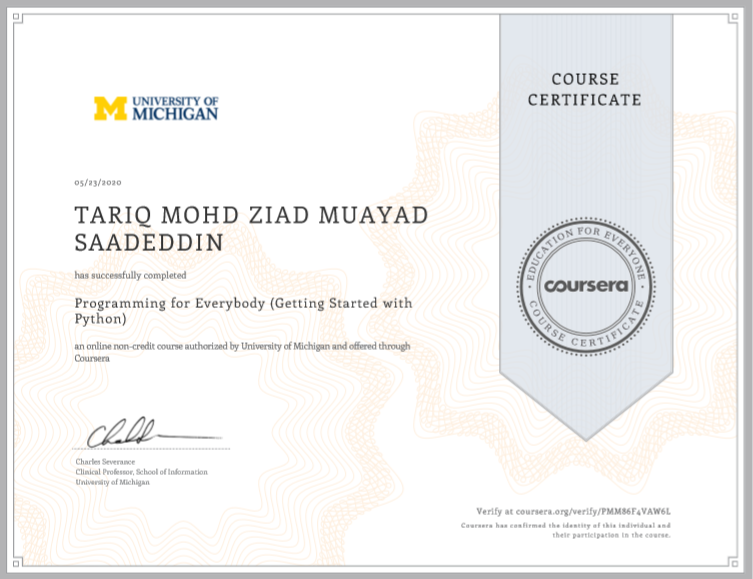 UNIVERSITY OF
MICHIGAN
COURSE
CERTIFICATE
05/23/2020
TARIQ MOHD ZIAD MUAYAD
SAADEDDIN
has successfully completed
Programming for Everybody (Getting Started with
Python)
an online non-credit course authorized by University of Michigan and offered through
Coursera
EDUCATION FOR EVERYONE
coursera
COURSE CERTIFICATE
Charles Severance
Clinical Professor, School of Information
University of Michigan
Verify at coursera.org/verify/PMM86F4VAW6L
Coursera has confirmed the identity of this individual and
their participation in the course.